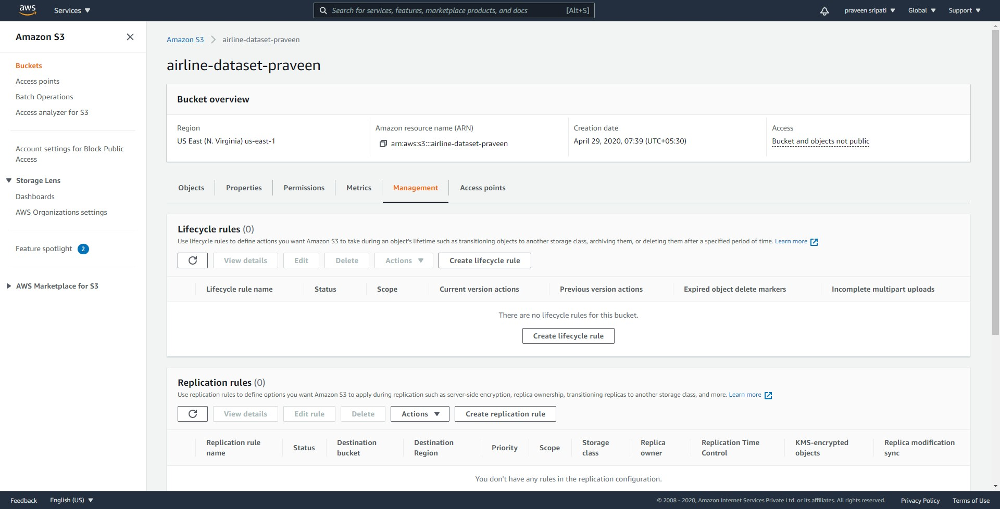 aws
Services
Search for services, features, marketplace products, and docs [Alt+S]
praveen sripati
Global
Support
Amazon S3
Buckets
Access points
Batch Operations
Access analyzer for S3
Account settings for Block Public
Access
Storage Lens
Dashboards
AWS Organizations settings
Feature spotlight 2
AWS Marketplace for S3
Amazon S3 airline-dataset-praveen
airline-dataset-praveen
Bucket overview
Region
US East (N. Virginia) us-east-1
Amazon resource name (ARN)
arn:aws:s3:::airline-dataset-praveen
Creation date
April 29, 2020, 07:39 (UTC+05:30)
Access
Bucket and objects not public
Objects Properties Permissions Metrics Management Access points
Lifecycle rules (0)
Use lifecycle rules to define actions you want Amazon S3 to take during an object's lifetime such as transitioning objects to another storage class, archiving them, or deleting them after a specified period of time. Learn more
View details Edit Delete Actions Create lifecycle rule
Lifecycle rule name Status Scope Current version actions Previous version actions Expired object delete markers Incomplete multipart uploads
There are no lifecycle rules for this bucket.
Create lifecycle rule
Replication rules (0)
Use replication rules to define options you want Amazon S3 to apply during replication such as server-side encryption, replica ownership, transitioning replicas to another storage class, and more. Learn more
View details Edit rule Delete Actions Create replication rule
Replication rule
name
Status
Destination
bucket
Destination
Region
Priority
Scope
Storage
class
Replica
owner
Replication Time
Control
KMS-encrypted
objects
Replica modification
sync
You don't have any rules in the replication configuration.
Feedback English (US) © 2008 - 2020, Amazon Internet Services Private Ltd. or its affiliates. All rights reserved. Privacy Policy Terms of Use